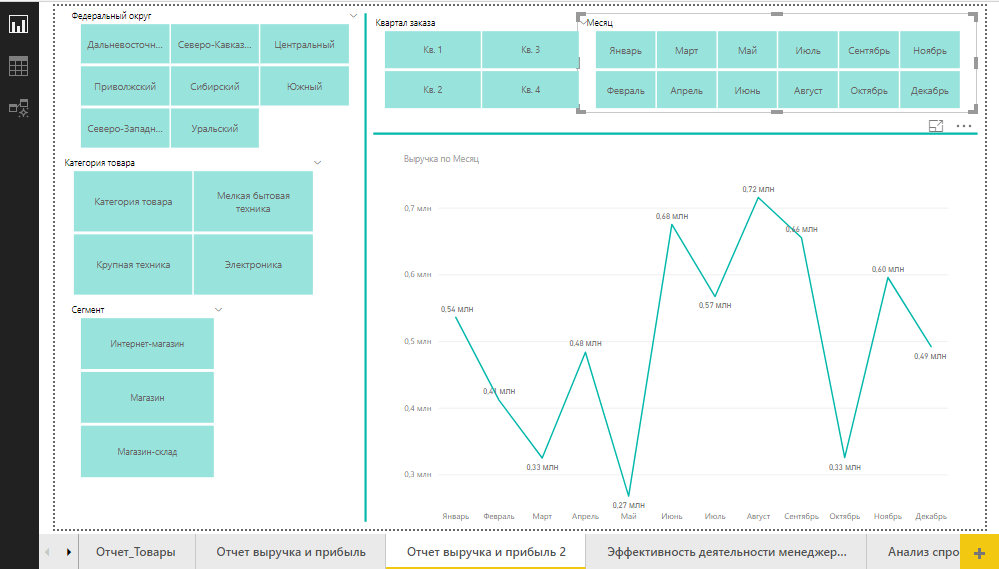 Федеральный округ
Дальневосточн...
Северо-Кавказ...
Центральный
Приволжский
Сибирский
Южный
Северо-Западн...
Уральский
Категория товара
Категория товара
Мелкая бытовая
техника
Крупная техника
Электроника
Сегмент
Интернет-магазин
Магазин
Магазин-склад
Квартал заказа
Кв. 1
Кв. 3
Кв. 2
Кв. 4
Месяц
Январь
Март
Май
Июль
Сентябрь
Ноябрь
Февраль
Апрель
Июнь
Август
Октябрь
Декабрь
Выручка по Месяц
0,7 млн
0,6 млн
0,5 млн
0,4 млн
0,3 млн
0,54 млн
0,41 млн
0,33 млн
0,48 млн
0,27 млн
0,68 млн
0,57 млн
0,72 млн
0,66 млн
0,33 млн
0,60 млн
0,49 млн
Январь
Февраль
Март
Апрель
Май
Июнь
Июль
Август
Сентябрь
Октябрь
Ноябрь
Декабрь
Отчет_Товары
Отчет выручка и прибыль
Отчет выручка и прибыль 2
Эффективность деятельности менеджер...
Анализ спро